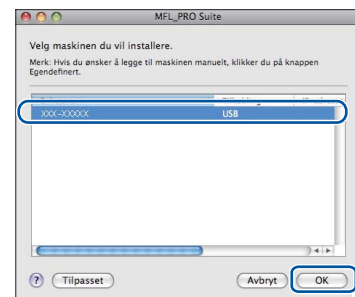 MFL_PRO Suite
Velg maskinen du vil installere.
Merk: Hvis du ønsker å legge til maskinen manuelt, klikker du på knappen
Egendefinert.
XXX-XXXXX USB
? Tilpasset Avbryt OK